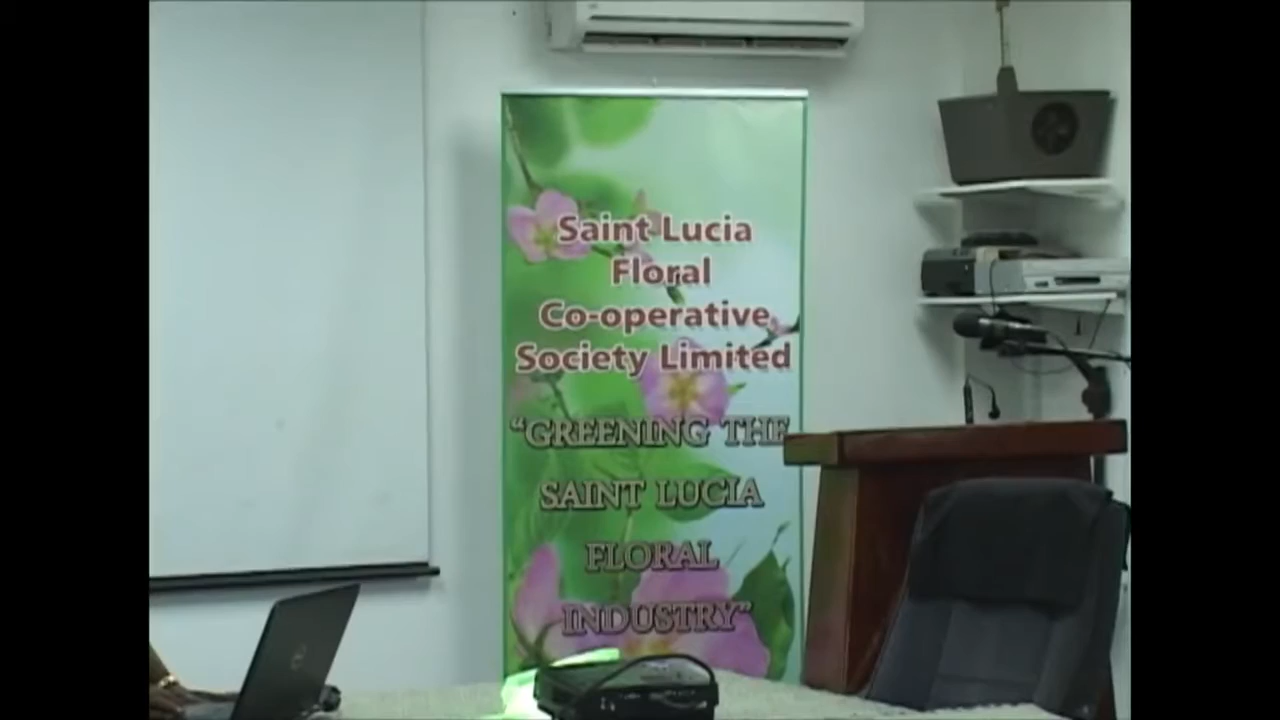 Saint Lucia
Floral
Co-operative
Society Limited
“GREENING THE
SAINT LUCIA
FLORAL
INDUSTRY”